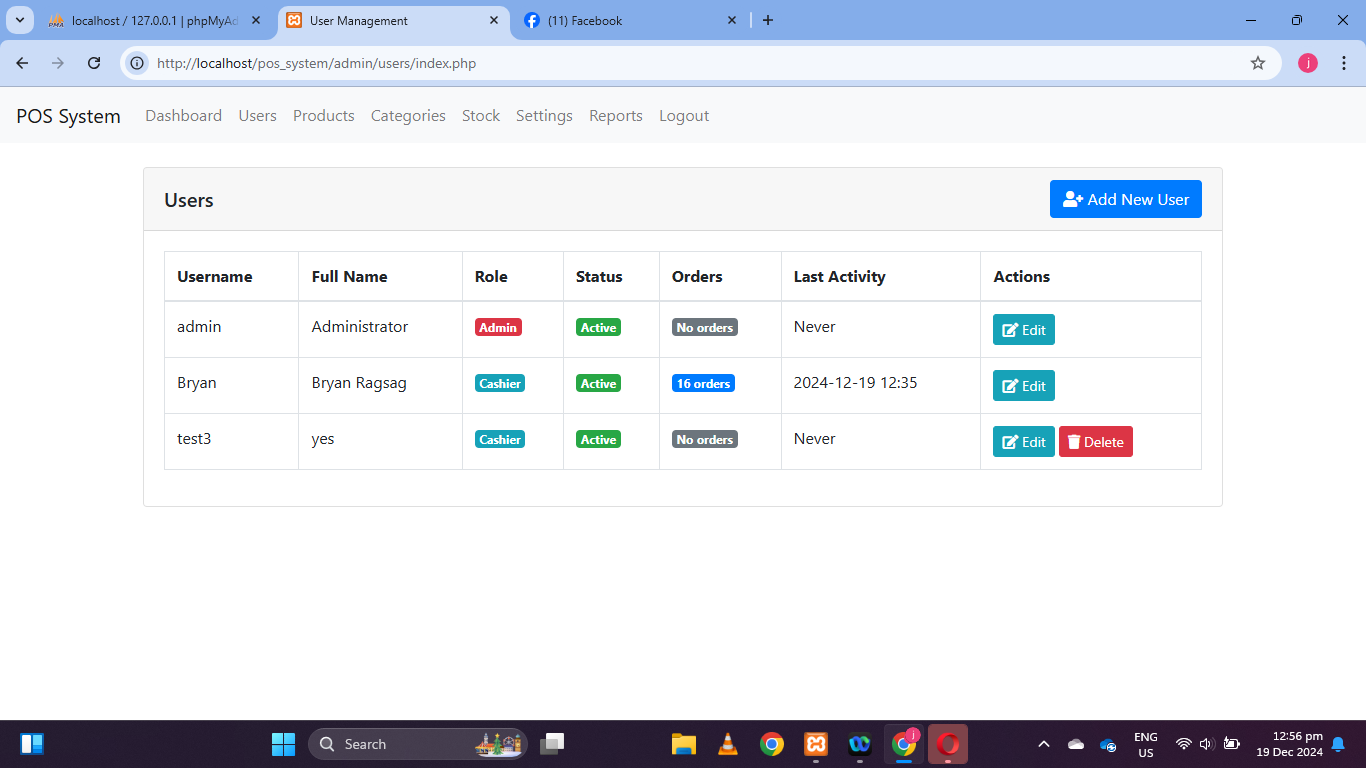 localhost / 127.0.0.1 | phpMyAd
User Management
(11) Facebook
http://localhost/pos_system/admin/users/index.php
j
POS System Dashboard Users Products Categories Stock Settings Reports Logout
Users
Add New User
Username Full Name Role Status Orders Last Activity Actions
admin Administrator Admin Active No orders Never Edit
Bryan Bryan Ragsag Cashier Active 16 orders 2024-12-19 12:35 Edit
test3 yes Cashier Active No orders Never Edit Delete
Search
j
ENG
US
12:56 pm
19 Dec 2024